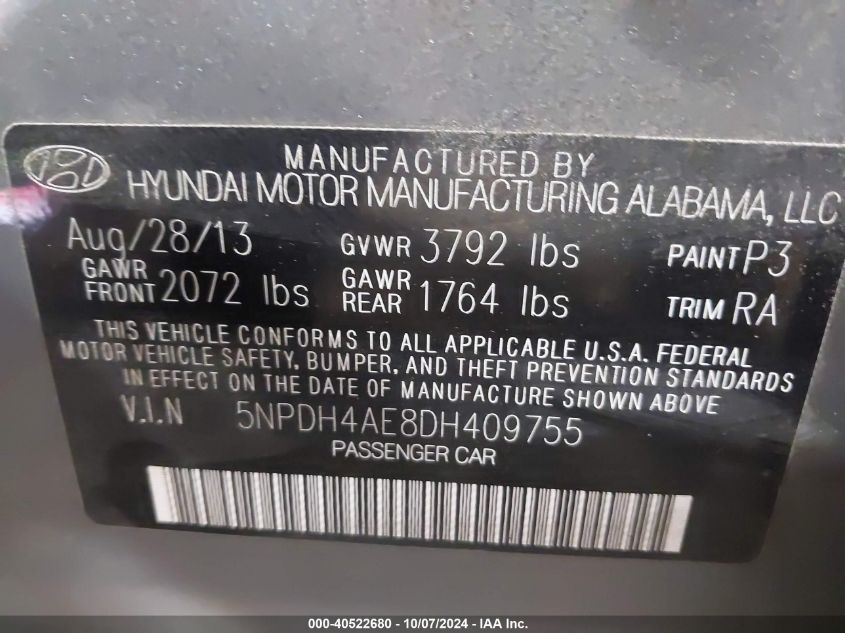 MANUFACTURED BY
HYUNDAI MOTOR MANUFACTURING ALABAMA, LLC
Aug/28/13 GVWR 3792 lbs PAINT P3
GAWR FRONT 2072 lbs GAWR REAR 1764 lbs TRIM RA
THIS VEHICLE CONFORMS TO ALL APPLICABLE U.S.A. FEDERAL
MOTOR VEHICLE SAFETY, BUMPER, AND THEFT PREVENTION STANDARDS
IN EFFECT ON THE DATE OF MANUFACTURE SHOWN ABOVE
V.I.N 5NPDH4AE8DH409755
PASSENGER CAR
000-40522680 - 10/07/2024 - IAA Inc.